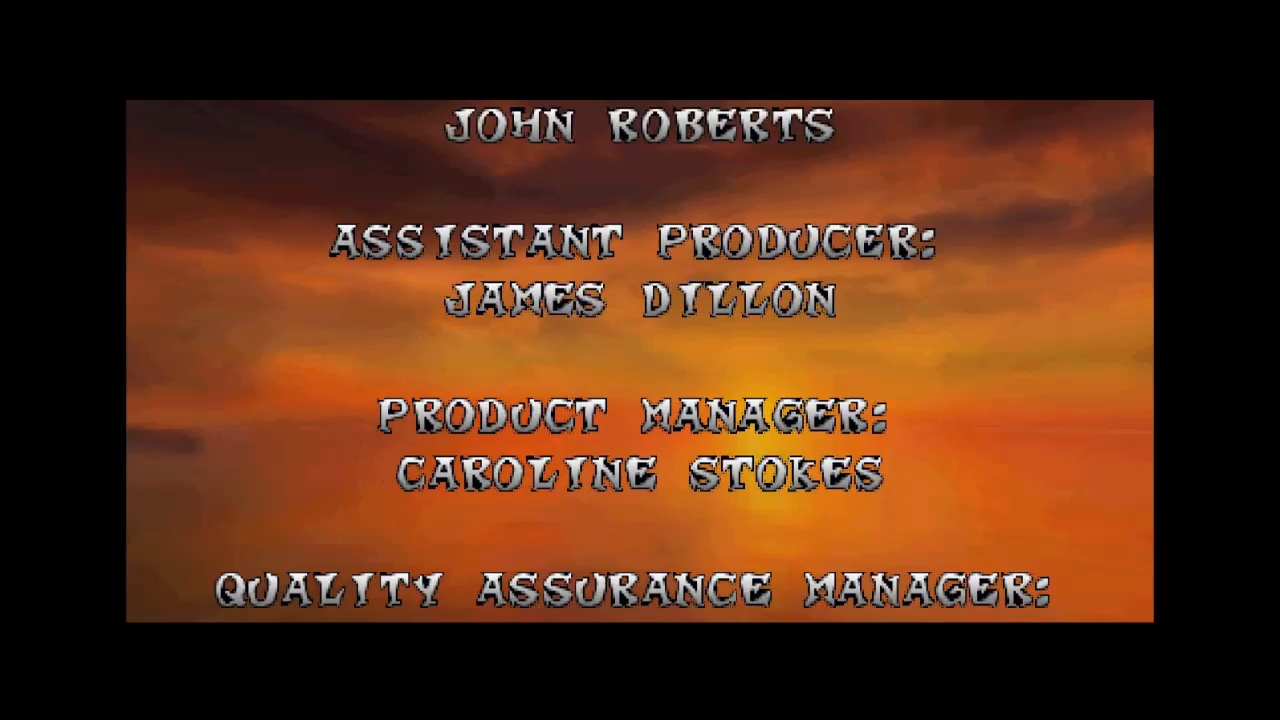 JOHN ROBERTS
ASSISTANT PRODUCER:
JAMES DILLON
PRODUCT MANAGER:
CAROLINE STOKES
QUALITY ASSURANCE MANAGER: